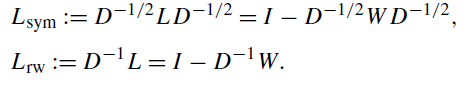 L_sym := D^{-1/2} L D^{-1/2} = I − D^{-1/2} W D^{-1/2},
L_rw := D^{-1} L = I − D^{-1} W.